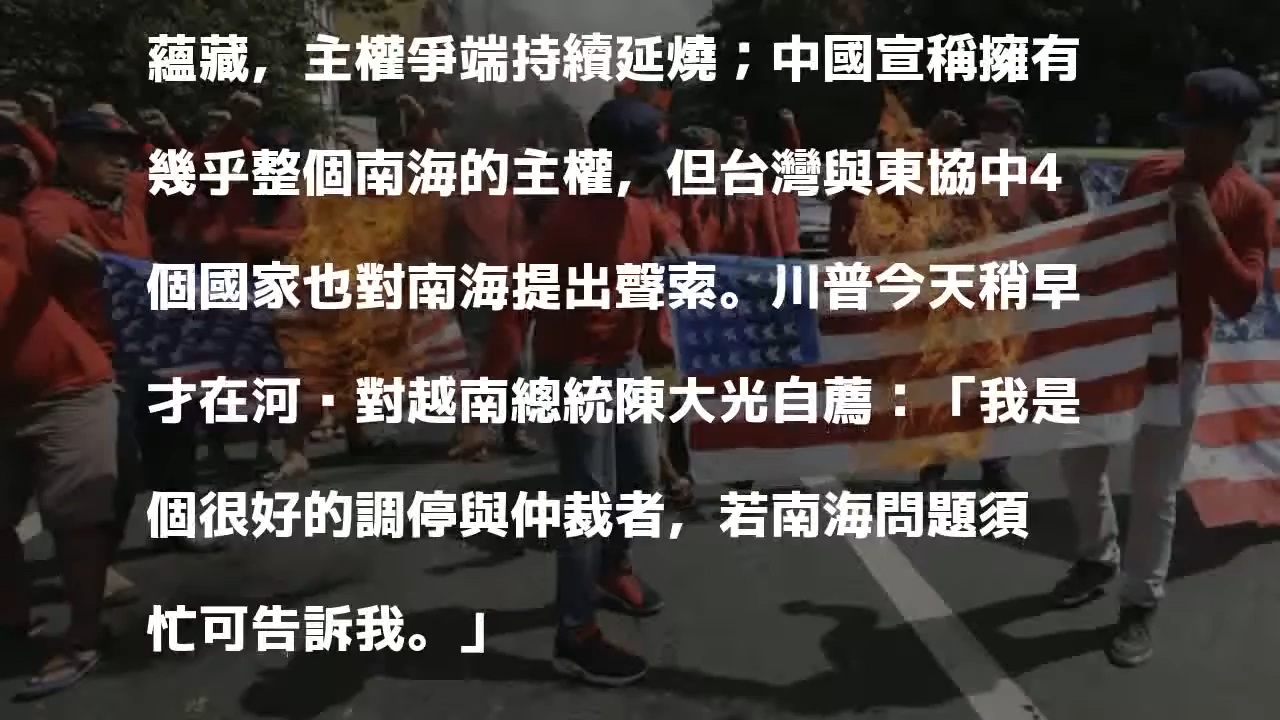 蘊藏，主權爭端持續延燒；中國宣稱擁有
幾乎整個南海的主權，但台灣與東協中4
個國家也對南海提出聲索。川普今天稍早
才在河·對越南總統陳大光自薦：「我是
個很好的調停與仲裁者，若南海問題須
忙可告訴我。」